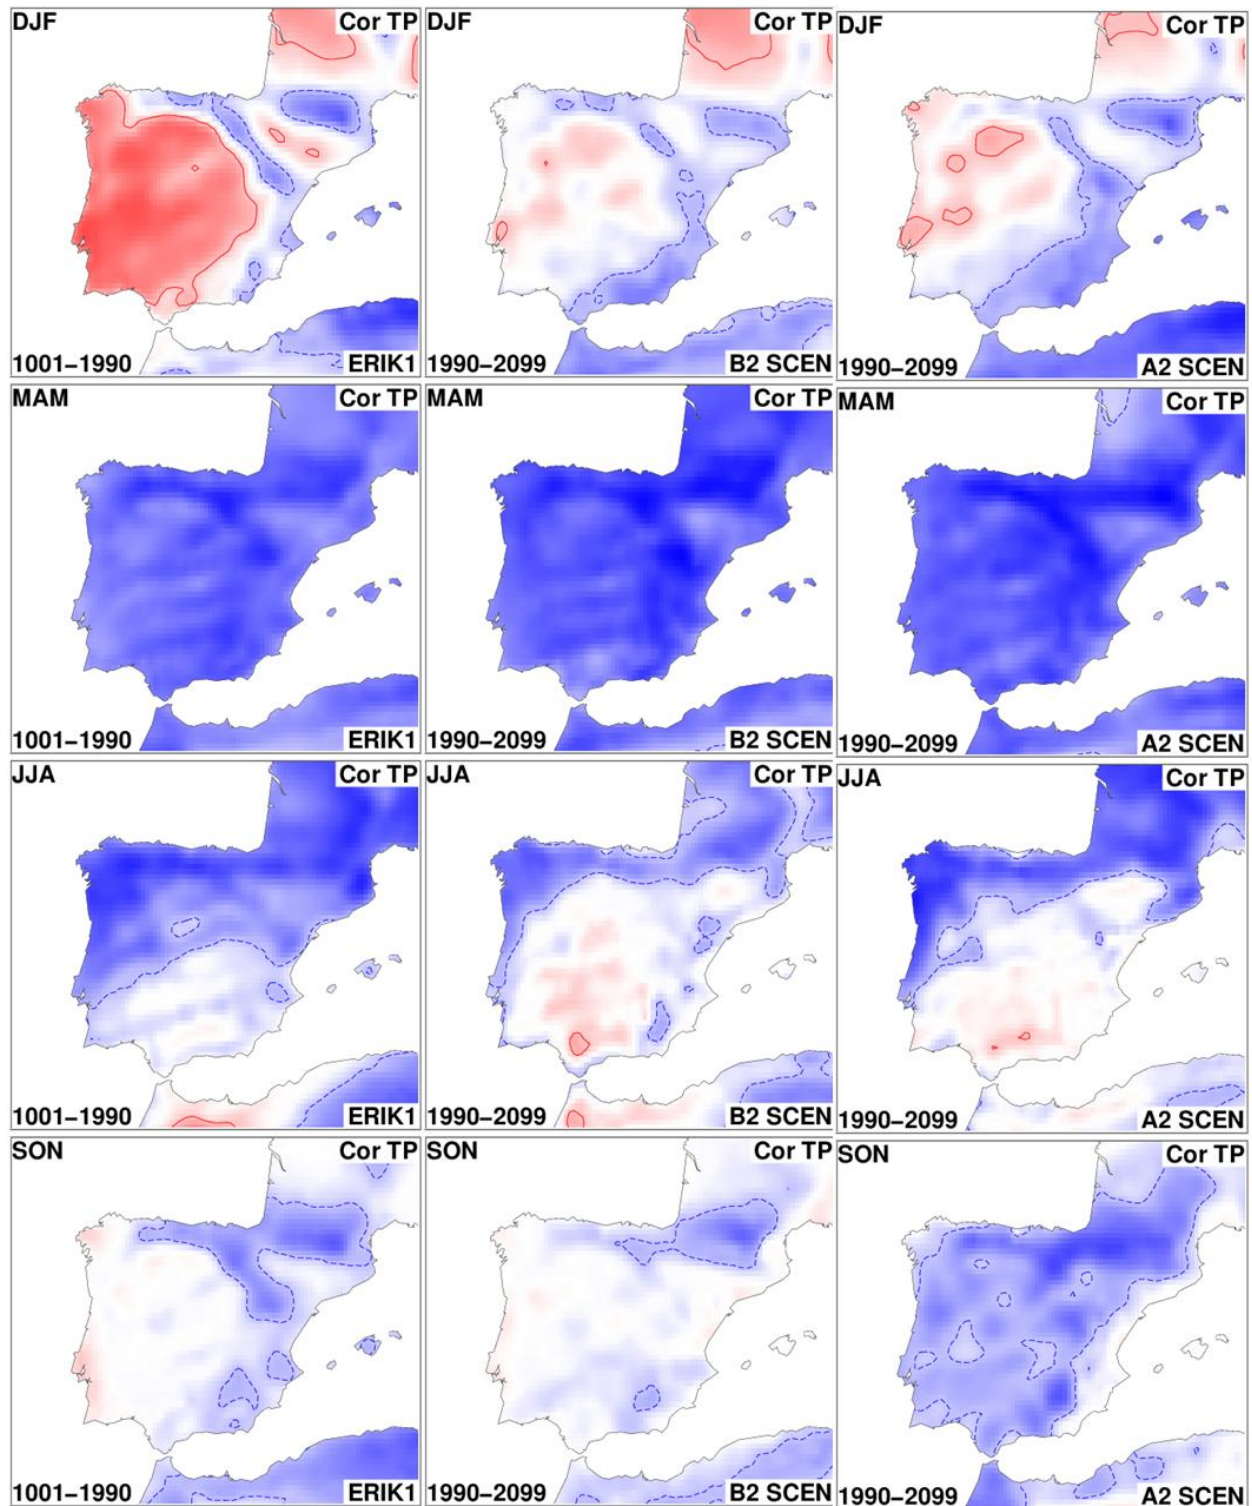 DJF Cor TP
1001–1990 ERIK1
DJF Cor TP
1990–2099 B2 SCEN
DJF Cor TP
1990–2099 A2 SCEN
MAM Cor TP
1001–1990 ERIK1
MAM Cor TP
1990–2099 B2 SCEN
MAM Cor TP
1990–2099 A2 SCEN
JJA Cor TP
1001–1990 ERIK1
JJA Cor TP
1990–2099 B2 SCEN
JJA Cor TP
1990–2099 A2 SCEN
SON Cor TP
1001–1990 ERIK1
SON Cor TP
1990–2099 B2 SCEN
SON Cor TP
1990–2099 A2 SCEN